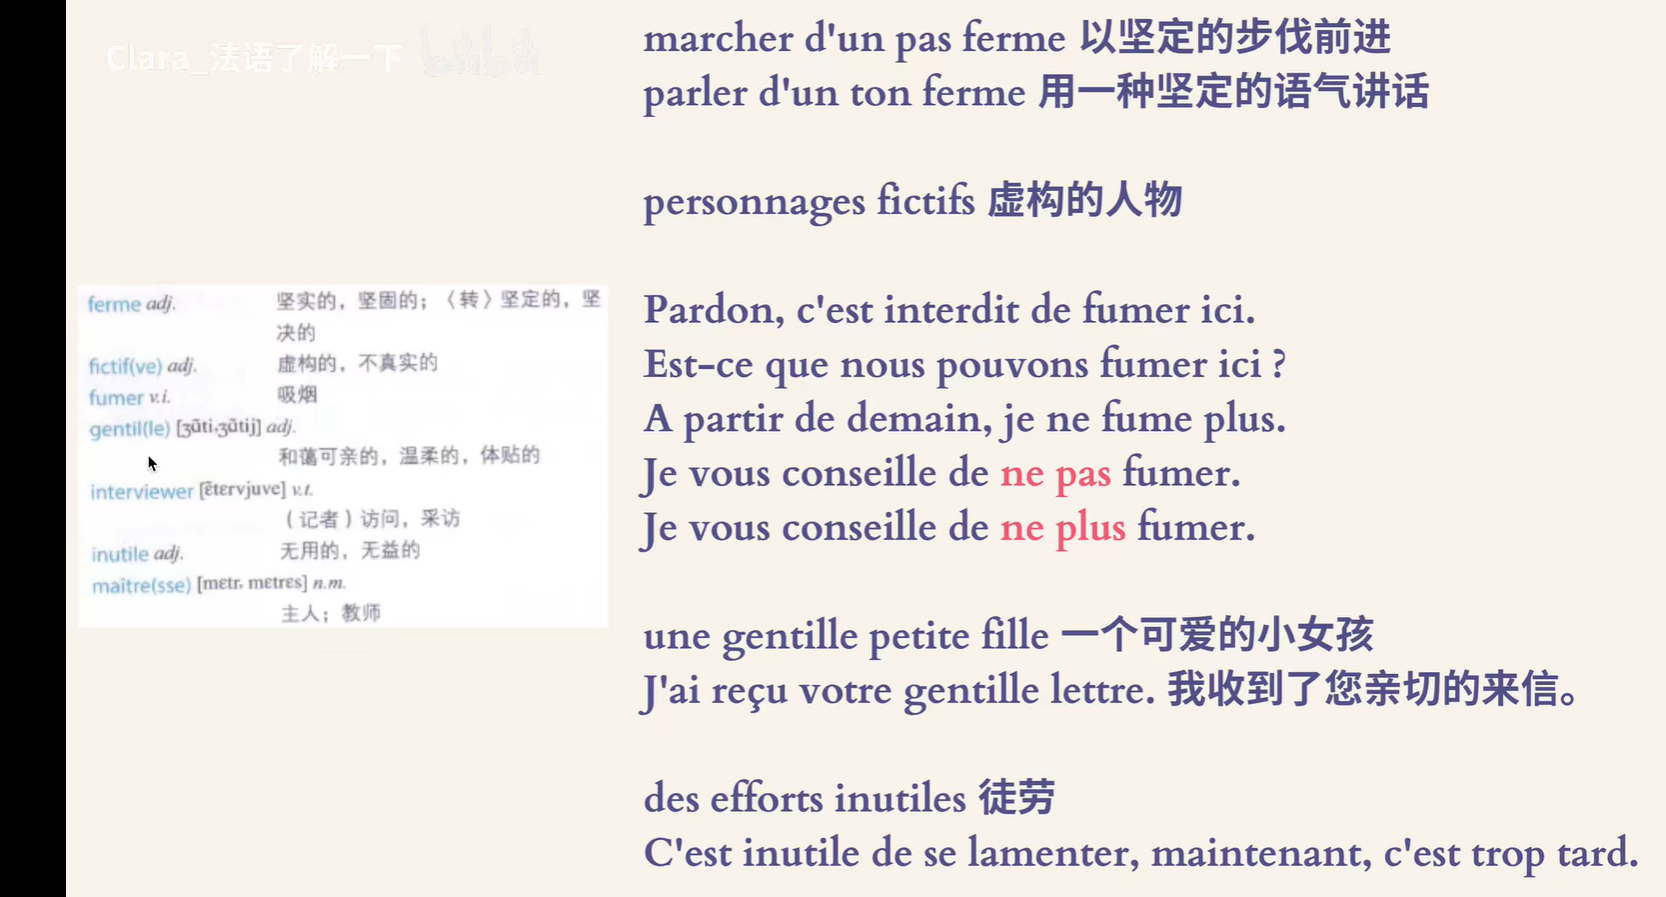 Clara_法语了解一下 bilibili
ferme adj. 坚实的，坚固的；〈转〉坚定的，坚
决的
fictif(ve) adj. 虚构的，不真实的
fumer v.i. 吸烟
gentil(le) [ʒɑ̃ti,ʒɑ̃tij] adj.
和蔼可亲的，温柔的，体贴的
interviewer [ɛ̃tɛrvjuve] v.t.
（记者）访问，采访
inutile adj. 无用的，无益的
maître(sse) [mɛtr, mɛtrɛs] n.m.
主人；教师
marcher d'un pas ferme 以坚定的步伐前进
parler d'un ton ferme 用一种坚定的语气讲话
personnages fictifs 虚构的人物
Pardon, c'est interdit de fumer ici.
Est-ce que nous pouvons fumer ici ?
A partir de demain, je ne fume plus.
Je vous conseille de ne pas fumer.
Je vous conseille de ne plus fumer.
une gentille petite fille 一个可爱的小女孩
J'ai reçu votre gentille lettre. 我收到了您亲切的来信。
des efforts inutiles 徒劳
C'est inutile de se lamenter, maintenant, c'est trop tard.